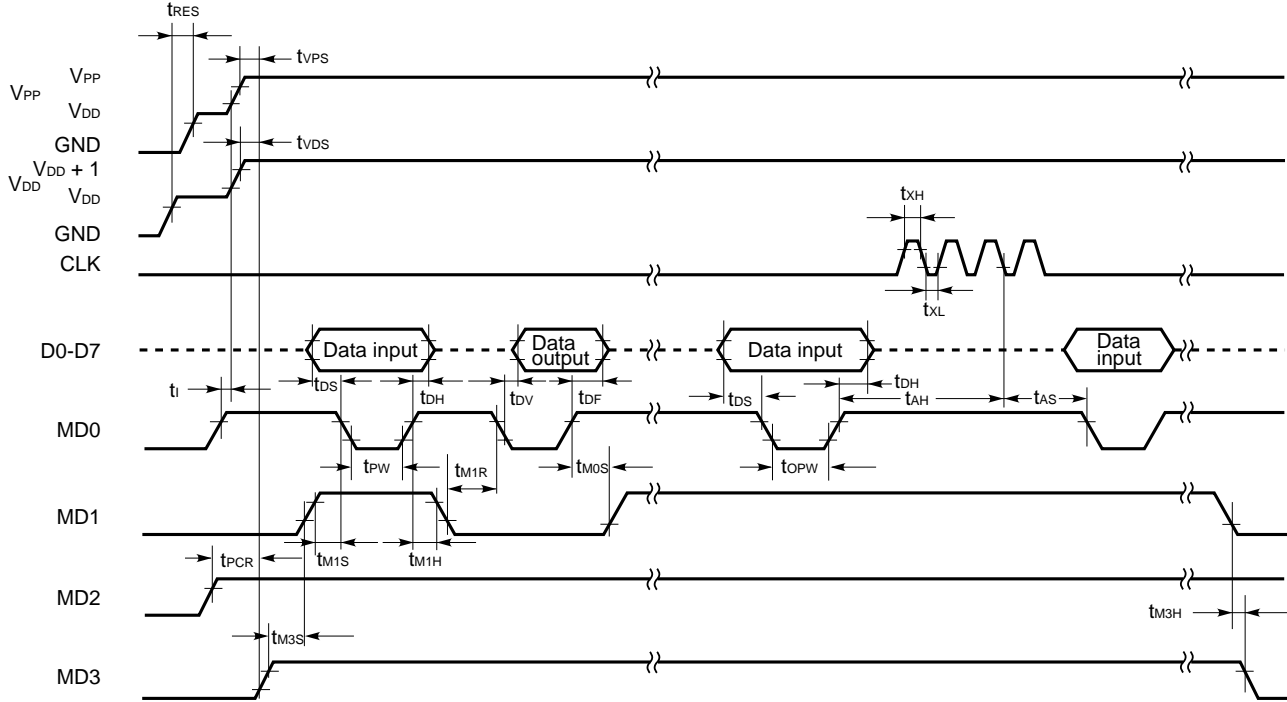 tRES
tVPS
VPP
VPP
VDD
GND
tVDS
VDD + 1
VDD
VDD
GND
tXH
CLK
tXL
D0-D7
Data input
Data output
Data input
Data input
tI
tDS
tDH
tDV
tDF
tDS
tDH
tAH
tAS
MD0
tPW
tM1R
tM0S
tOPW
MD1
tPCR
tM1S
tM1H
MD2
tM3S
tM3H
MD3